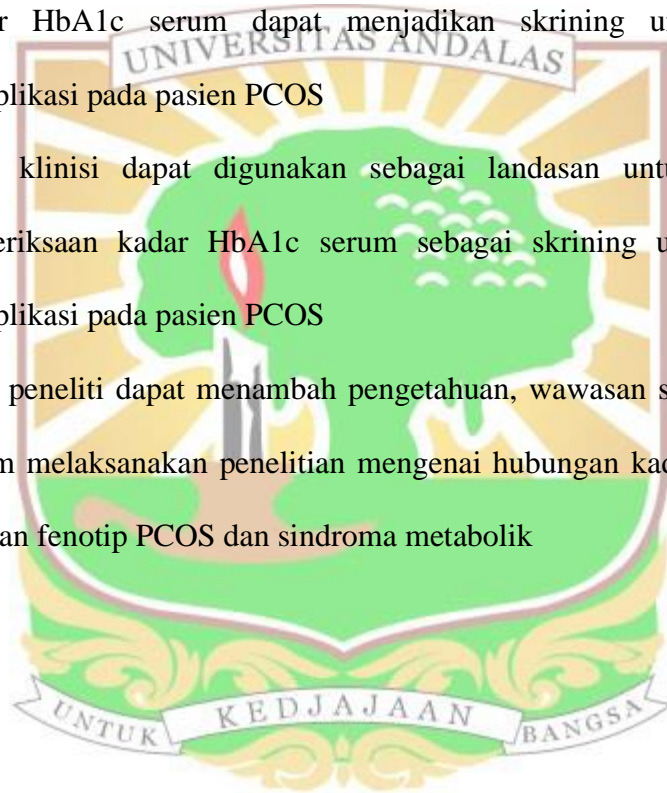 r HbA1c serum dapat menjadikan skrining u
UNIVERSITAS ANDALAS
plikasi pada pasien PCOS
klinisi dapat digunakan sebagai landasan untu
eriksaan kadar HbA1c serum sebagai skrining u
plikasi pada pasien PCOS
peneliti dapat menambah pengetahuan, wawasan s
m melaksanakan penelitian mengenai hubungan kad
an fenotip PCOS dan sindroma metabolik
UNTUK KEDJAJAAN BANGSA